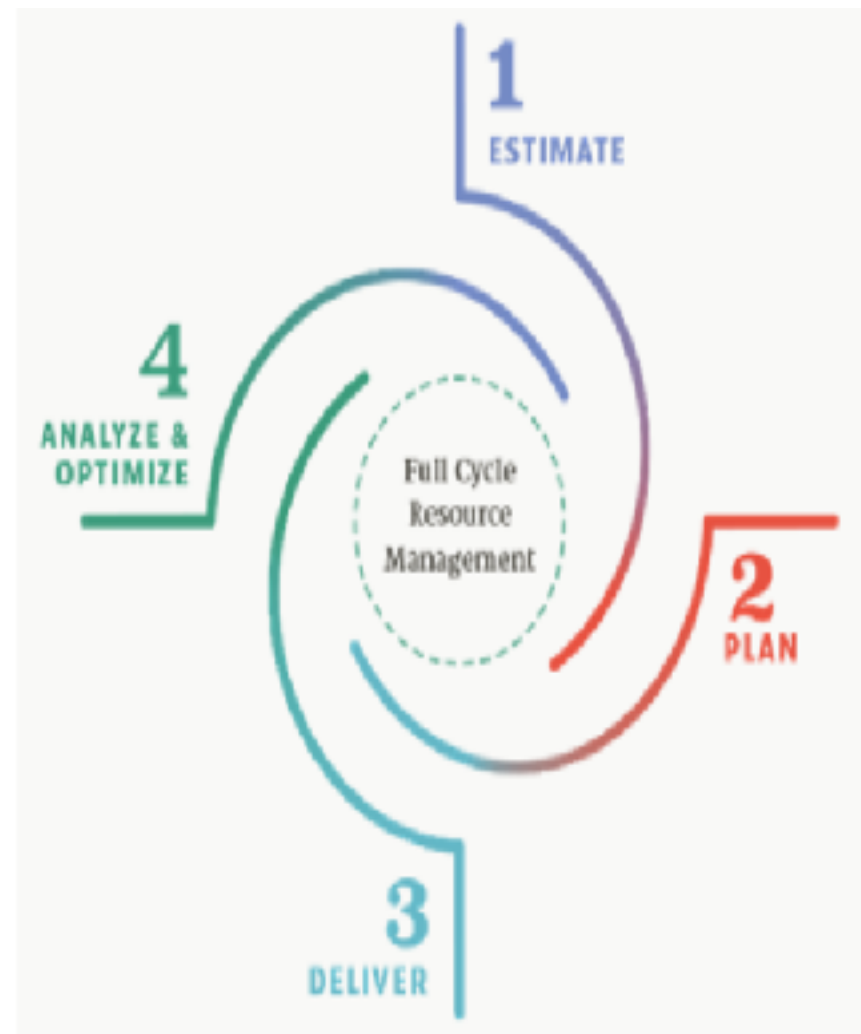 1
ESTIMATE
2
PLAN
3
DELIVER
4
ANALYZE &
OPTIMIZE
Full Cycle
Resource
Management